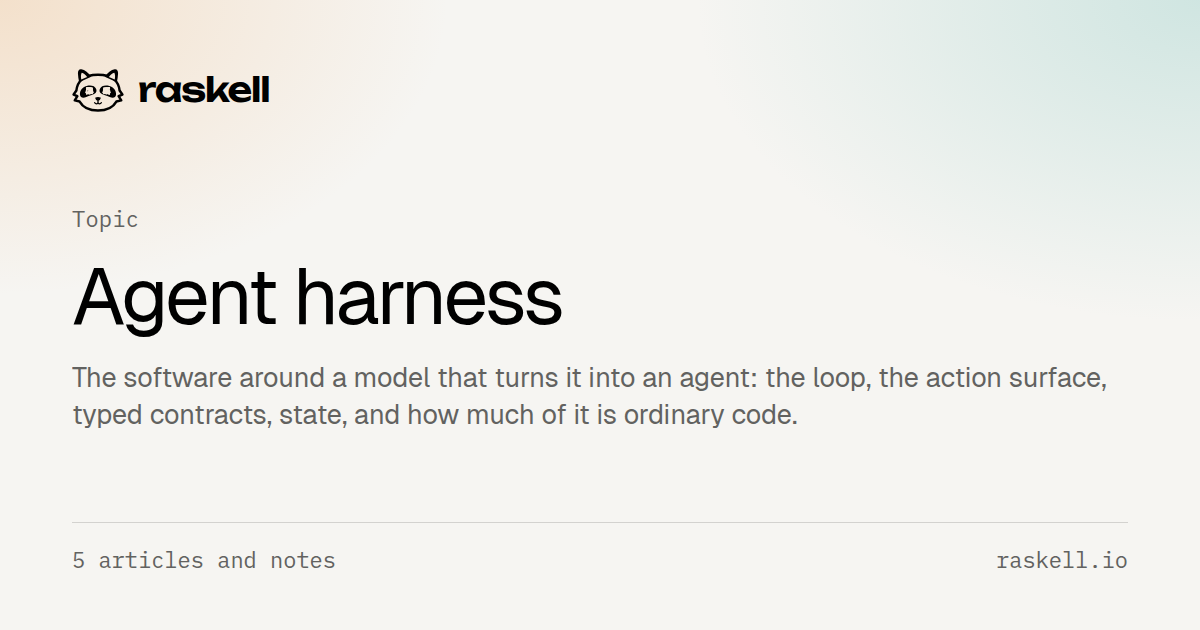 raskell
Topic
Agent harness
The software around a model that turns it into an agent: the loop, the action surface,
typed contracts, state, and how much of it is ordinary code.
5 articles and notes
raskell.io